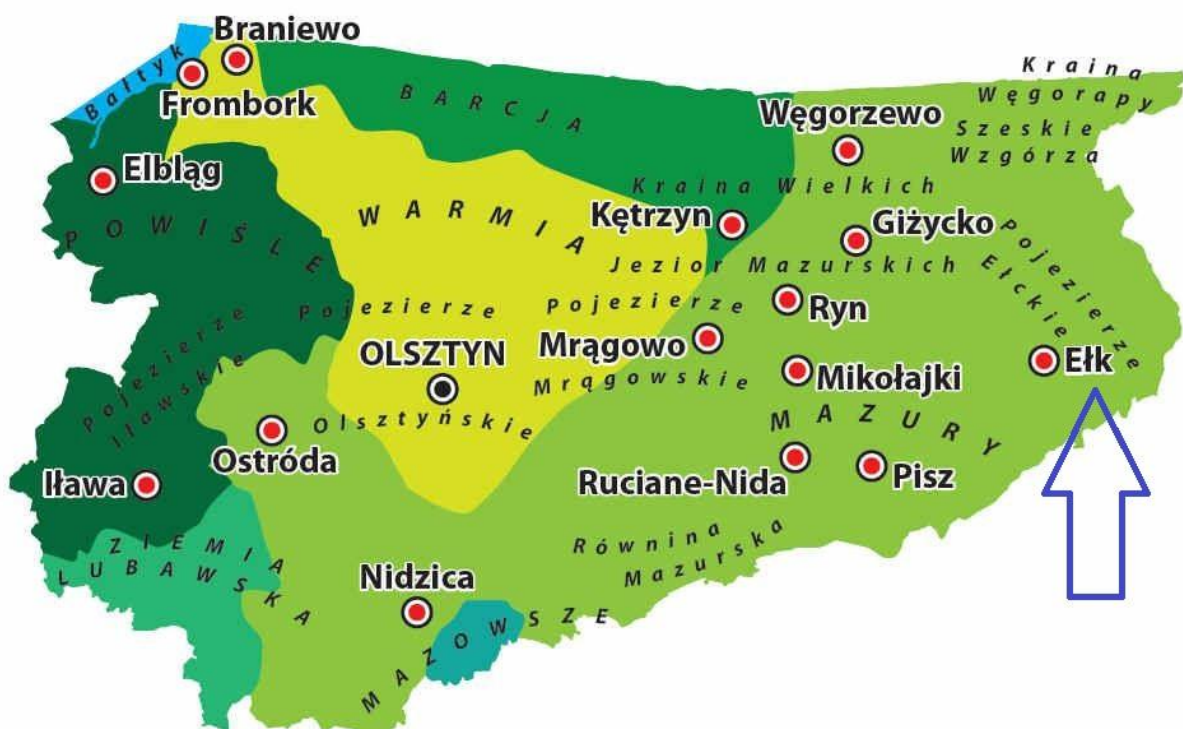 Braniewo
Bałtyk
Frombork
BARCJA
Kraina
Węgorapy
Węgorzewo
Szeskie
Wzgórza
Elbląg
Kraina Wielkich
WARMIA
Kętrzyn
Giżycko
POWIŚLE
Jezior Mazurskich
Pojezierze
Ełckie
Pojezierze
Pojezierze
Ryn
Pojezierze
Iławskie
OLSZTYN
Mrągowo
Mrągowskie
Mikołajki
Ełk
Olsztyńskie
MAZURY
Ostróda
Iława
Ruciane-Nida
Pisz
ZIEMIA
LUBAWSKA
Równina
Mazurska
Nidzica
MAZOWSZE